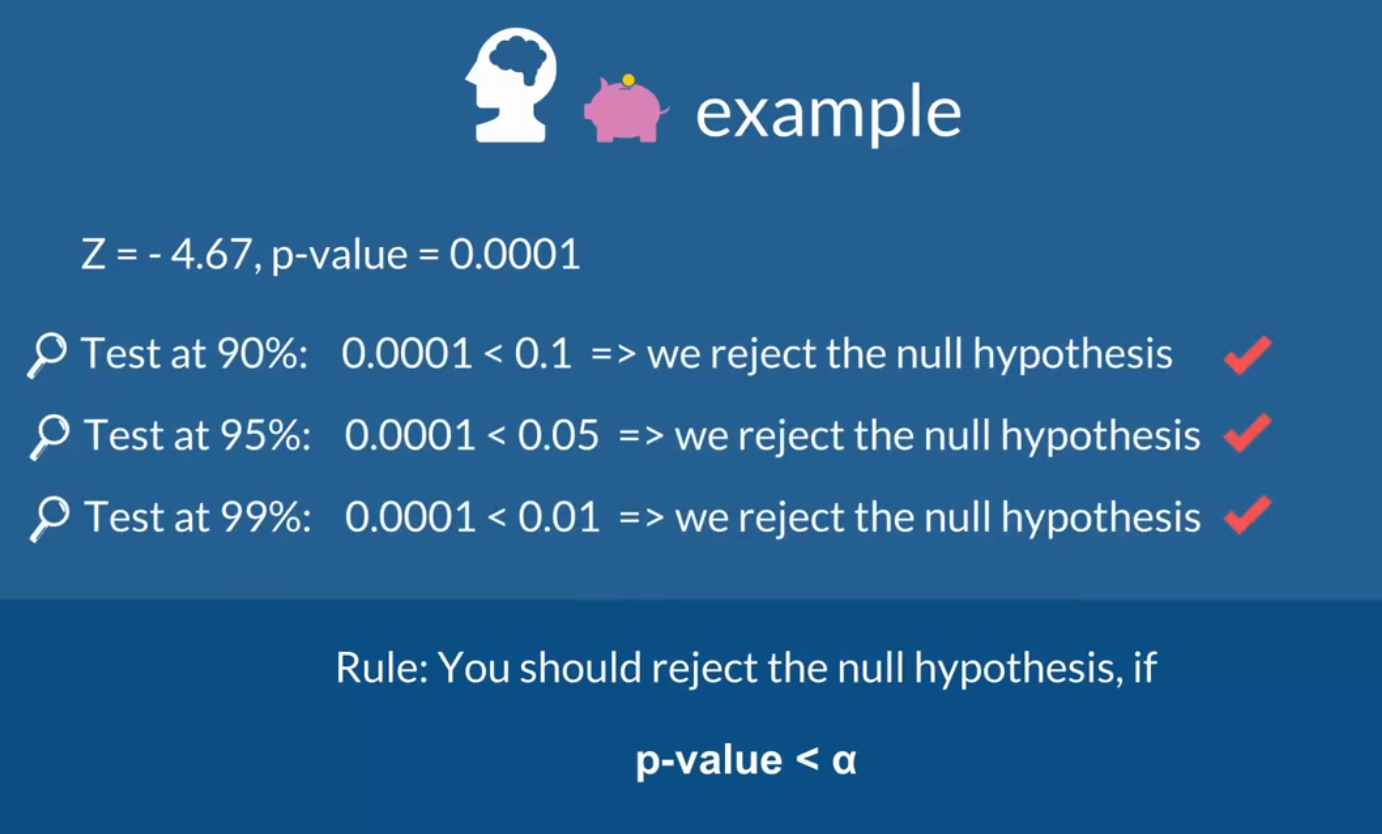 example
Z = - 4.67, p-value = 0.0001
Test at 90%: 0.0001 < 0.1 => we reject the null hypothesis
Test at 95%: 0.0001 < 0.05 => we reject the null hypothesis
Test at 99%: 0.0001 < 0.01 => we reject the null hypothesis
Rule: You should reject the null hypothesis, if
p-value < α